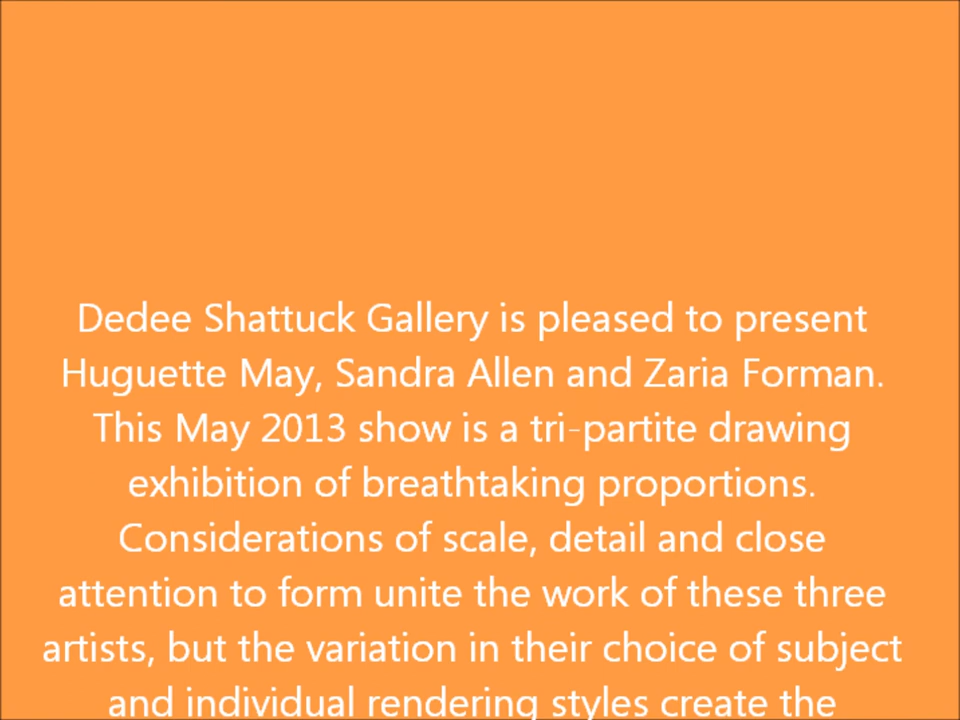 Dedee Shattuck Gallery is pleased to present
Huguette May, Sandra Allen and Zaria Forman.
This May 2013 show is a tri-partite drawing
exhibition of breathtaking proportions.
Considerations of scale, detail and close
attention to form unite the work of these three
artists, but the variation in their choice of subject
and individual rendering styles create the